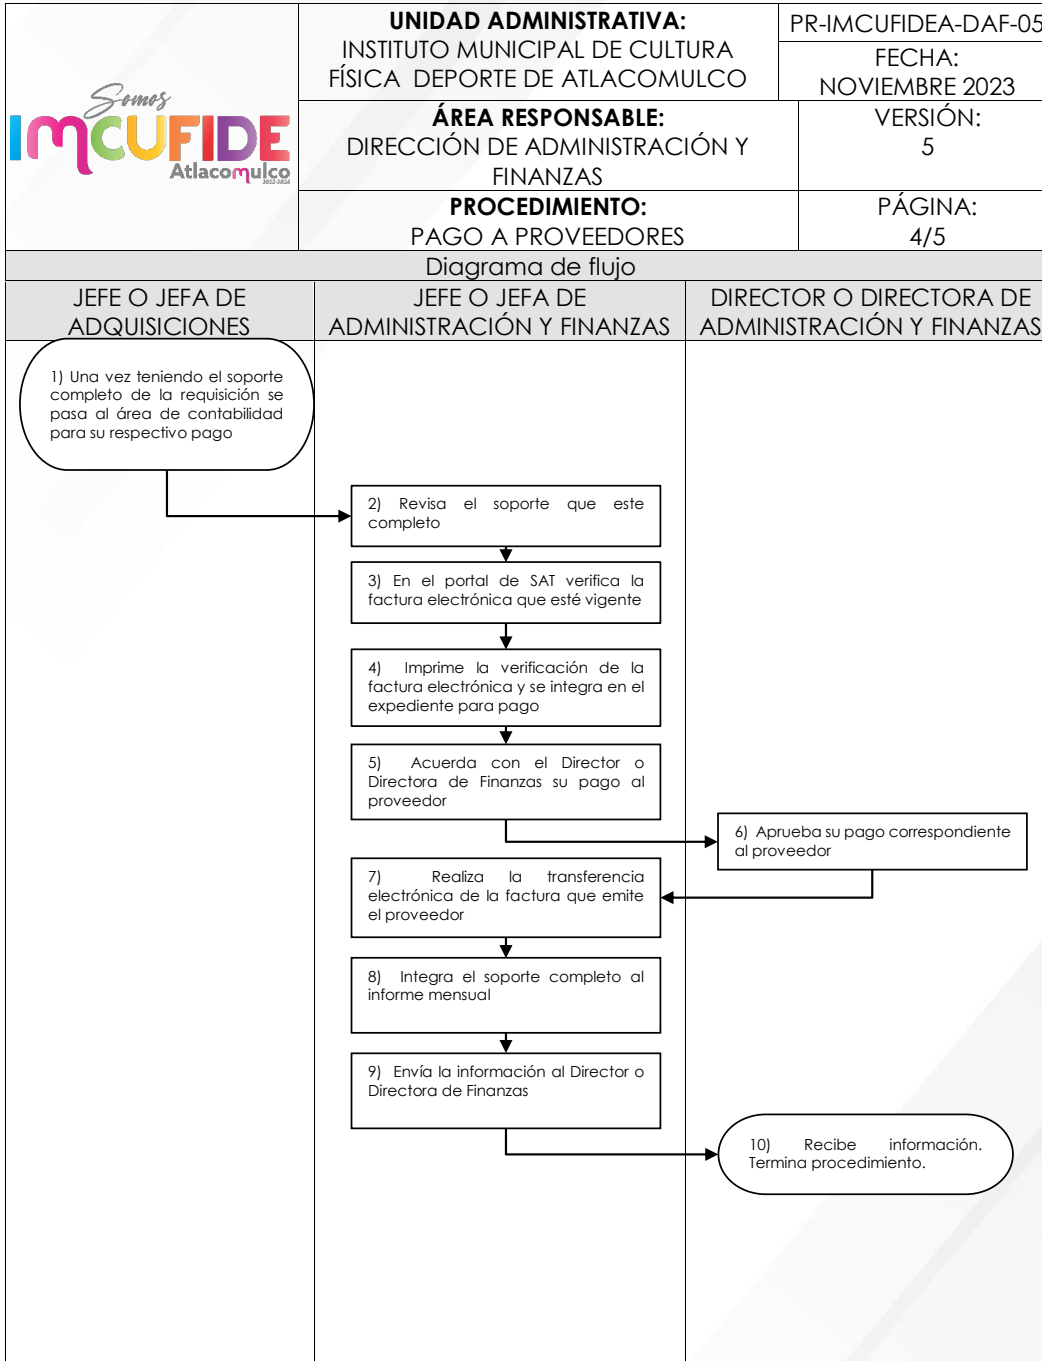 Somos
IMCUFIDE
Atlacomulco
2022-2024
UNIDAD ADMINISTRATIVA:
INSTITUTO MUNICIPAL DE CULTURA
FÍSICA DEPORTE DE ATLACOMULCO
PR-IMCUFIDEA-DAF-05
FECHA:
NOVIEMBRE 2023
ÁREA RESPONSABLE:
DIRECCIÓN DE ADMINISTRACIÓN Y
FINANZAS
VERSIÓN:
5
PROCEDIMIENTO:
PAGO A PROVEEDORES
PÁGINA:
4/5
Diagrama de flujo
JEFE O JEFA DE
ADQUISICIONES
JEFE O JEFA DE
ADMINISTRACIÓN Y FINANZAS
DIRECTOR O DIRECTORA DE
ADMINISTRACIÓN Y FINANZAS
1) Una vez teniendo el soporte
completo de la requisición se
pasa al área de contabilidad
para su respectivo pago
2) Revisa el soporte que este
completo
3) En el portal de SAT verifica la
factura electrónica que esté vigente
4) Imprime la verificación de la
factura electrónica y se integra en el
expediente para pago
5) Acuerda con el Director o
Directora de Finanzas su pago al
proveedor
6) Aprueba su pago correspondiente
al proveedor
7) Realiza la transferencia
electrónica de la factura que emite
el proveedor
8) Integra el soporte completo al
informe mensual
9) Envía la información al Director o
Directora de Finanzas
10) Recibe información.
Termina procedimiento.